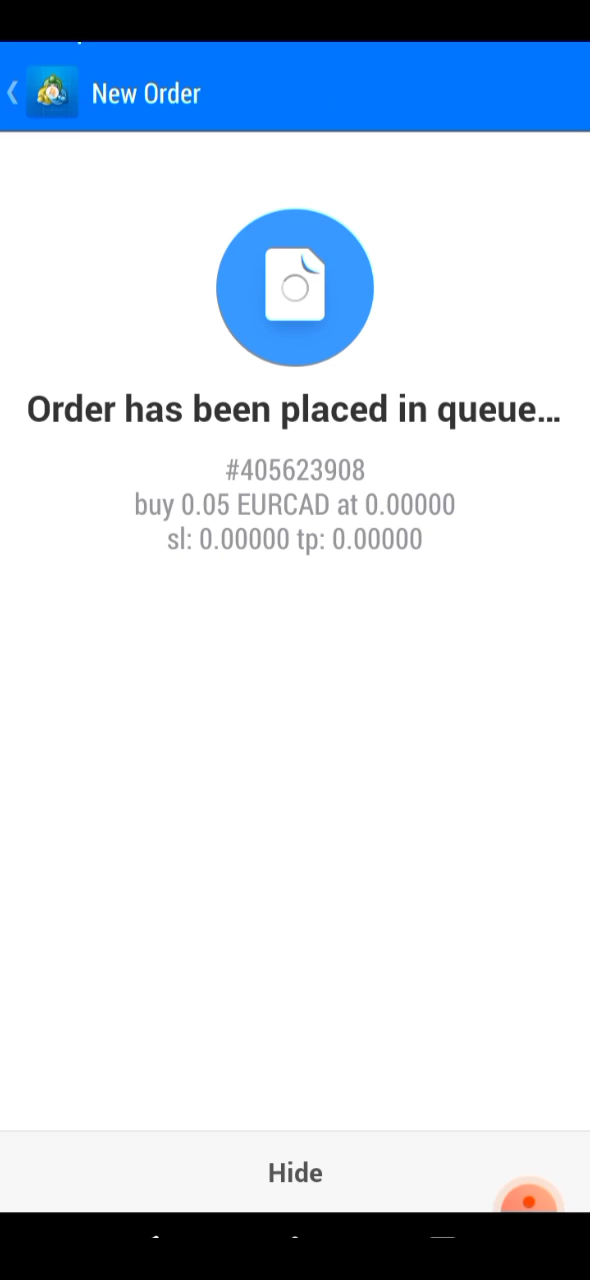 New Order
Order has been placed in queue...
#405623908
buy 0.05 EURCAD at 0.00000
sl: 0.00000 tp: 0.00000
Hide